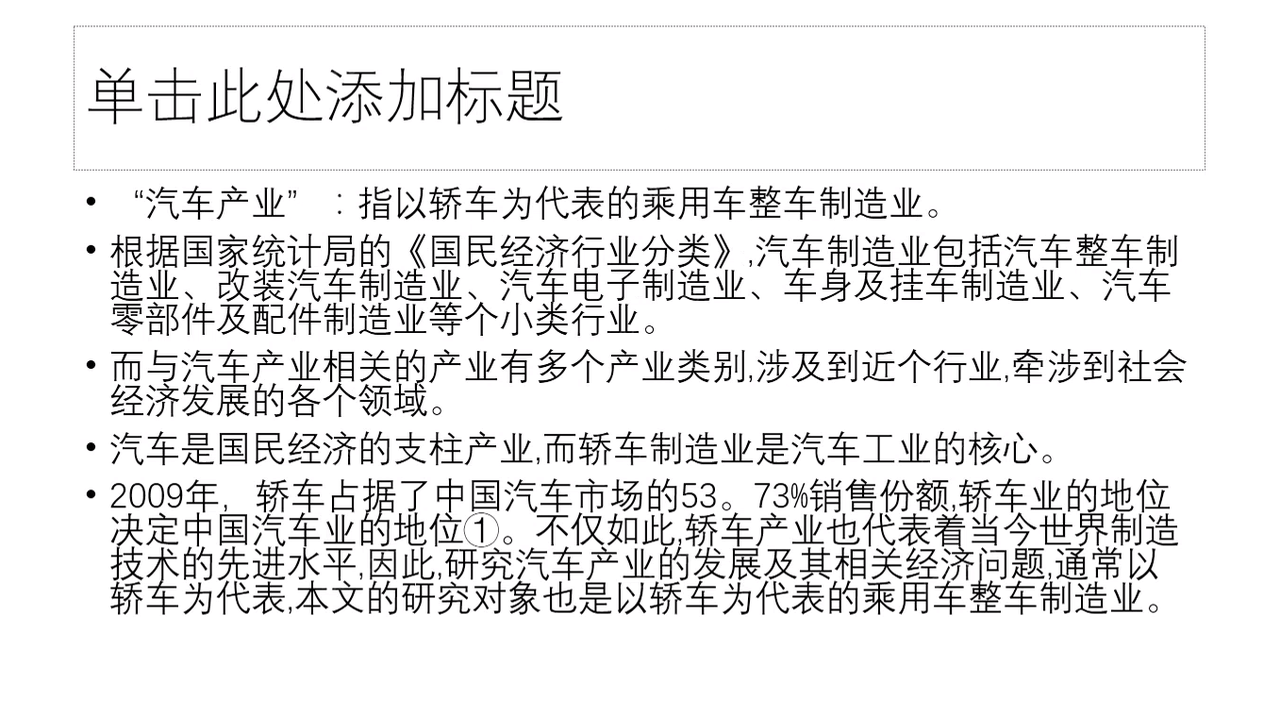 单击此处添加标题
• “汽车产业” ：指以轿车为代表的乘用车整车制造业。
• 根据国家统计局的《国民经济行业分类》,汽车制造业包括汽车整车制
造业、改装汽车制造业、汽车电子制造业、车身及挂车制造业、汽车
零部件及配件制造业等个小类行业。
• 而与汽车产业相关的产业有多个产业类别,涉及到近个行业,牵涉到社会
经济发展的各个领域。
• 汽车是国民经济的支柱产业,而轿车制造业是汽车工业的核心。
• 2009年，轿车占据了中国汽车市场的53。73%销售份额,轿车业的地位
决定中国汽车业的地位①。不仅如此,轿车产业也代表着当今世界制造
技术的先进水平,因此,研究汽车产业的发展及其相关经济问题,通常以
轿车为代表,本文的研究对象也是以轿车为代表的乘用车整车制造业。